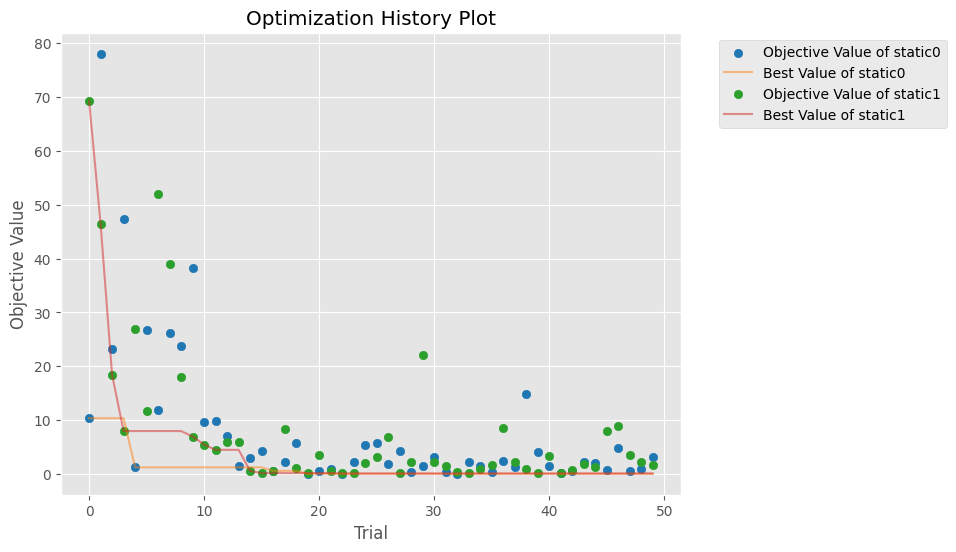 Optimization History Plot
Objective Value of static0
Best Value of static0
Objective Value of static1
Best Value of static1
80
70
60
50
40
30
20
10
0
Objective Value
0 10 20 30 40 50
Trial